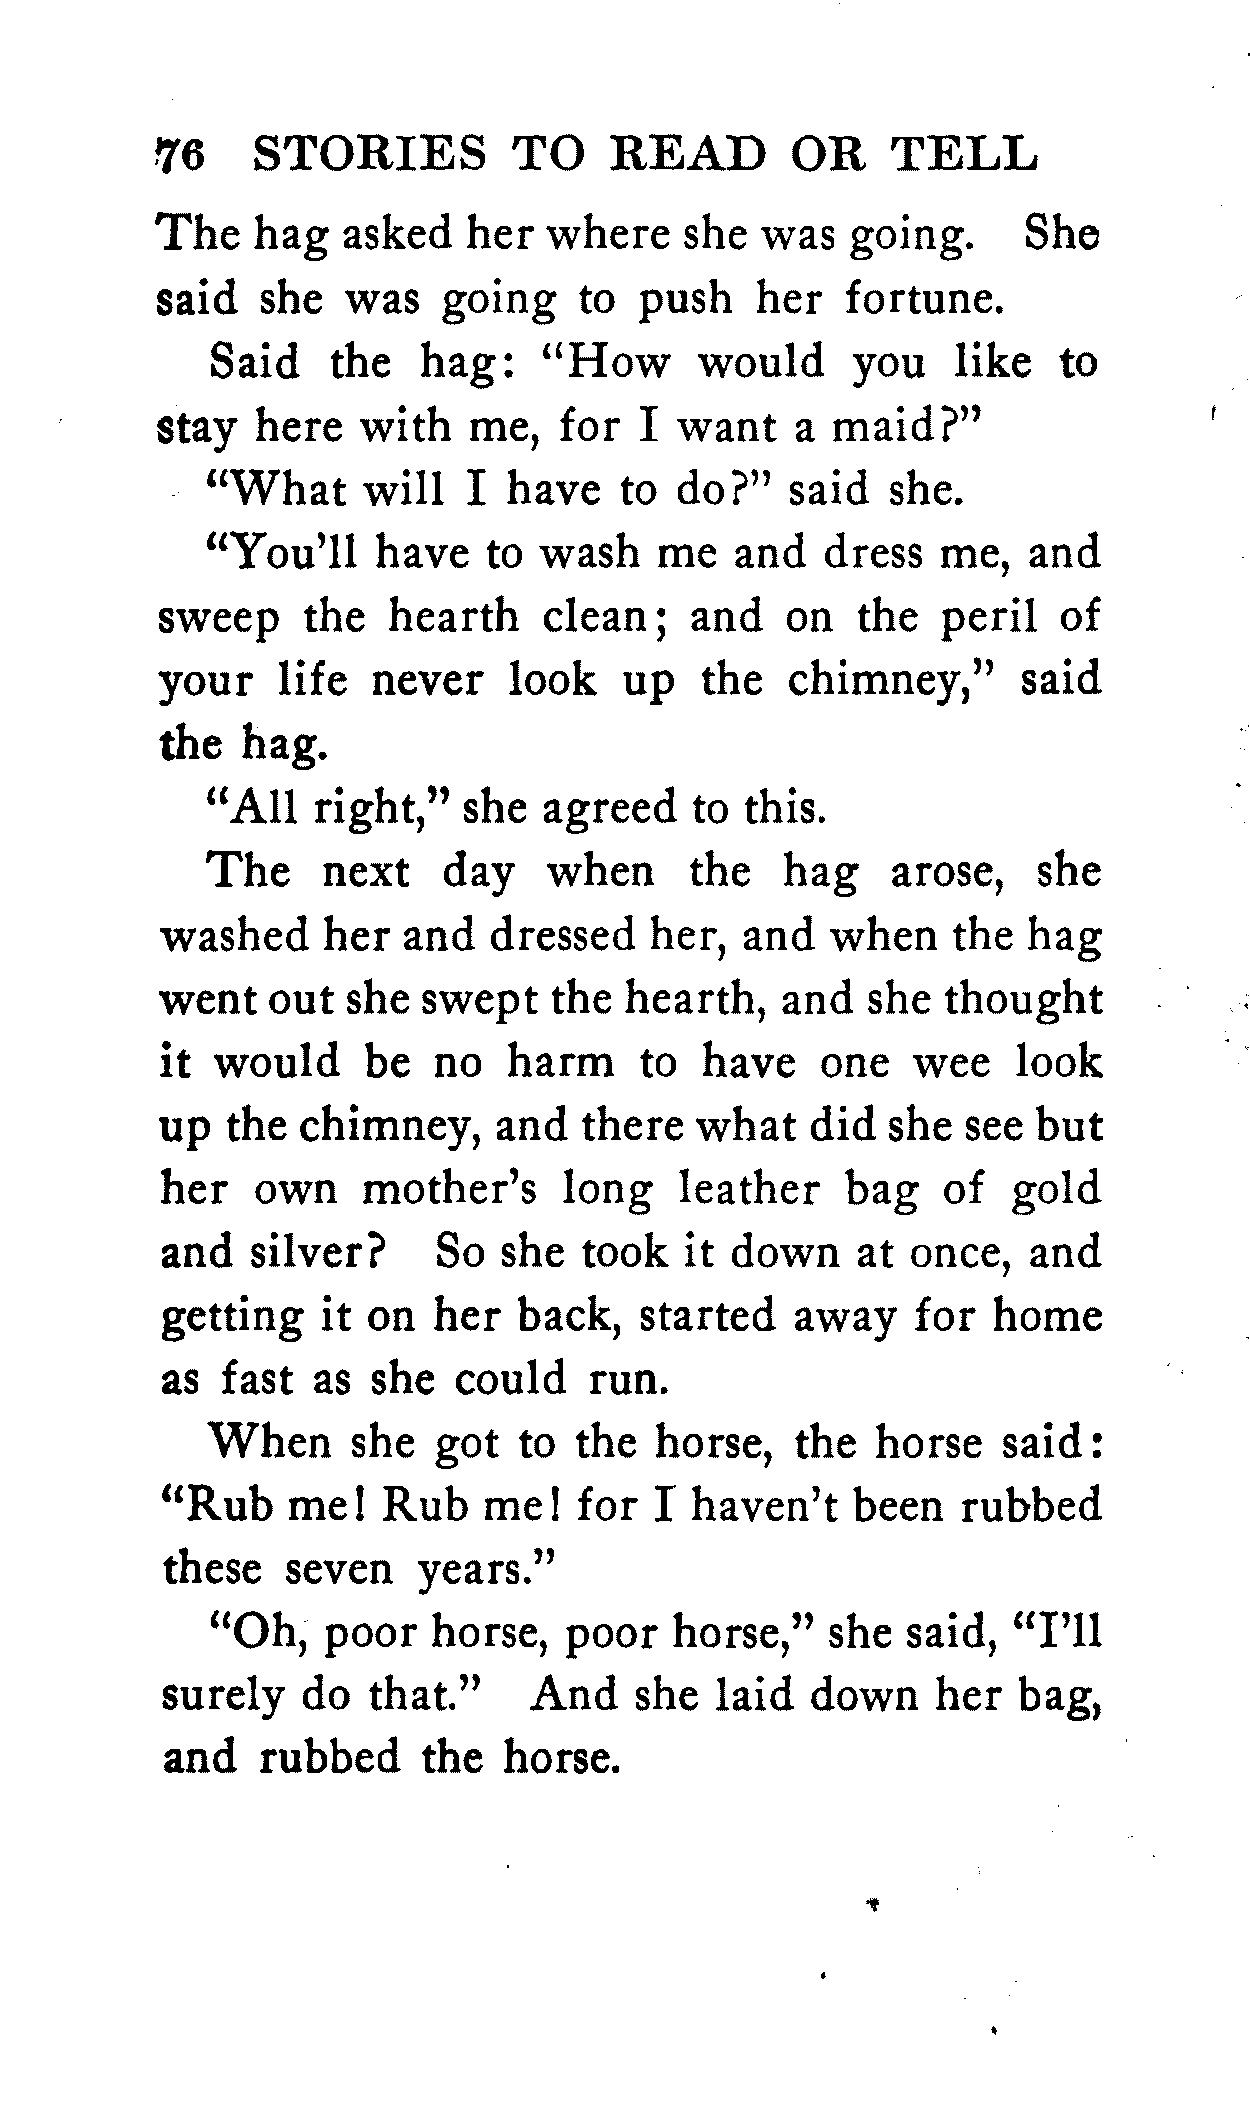 76 STORIES TO READ OR TELL
The hag asked her where she was going. She
said she was going to push her fortune.
Said the hag: “How would you like to
stay here with me, for I want a maid?”
“What will I have to do?” said she.
“You’ll have to wash me and dress me, and
sweep the hearth clean; and on the peril of
your life never look up the chimney,” said
the hag.
“All right,” she agreed to this.
The next day when the hag arose, she
washed her and dressed her, and when the hag
went out she swept the hearth, and she thought
it would be no harm to have one wee look
up the chimney, and there what did she see but
her own mother’s long leather bag of gold
and silver? So she took it down at once, and
getting it on her back, started away for home
as fast as she could run.
When she got to the horse, the horse said:
“Rub me! Rub me! for I haven’t been rubbed
these seven years.”
“Oh, poor horse, poor horse,” she said, “I’ll
surely do that.” And she laid down her bag,
and rubbed the horse.